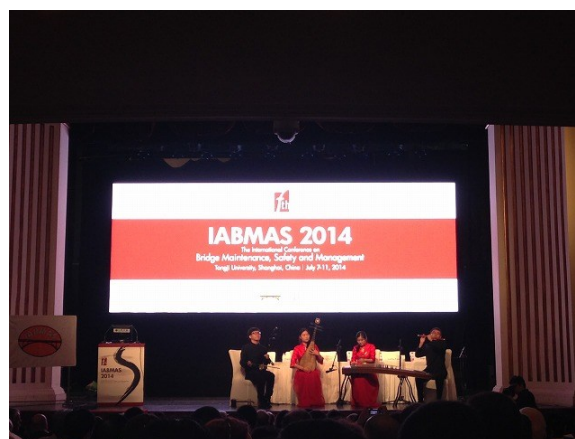 7th
IABMAS 2014
The International Conference on
Bridge Maintenance, Safety and Management
Tongji University, Shanghai, China : July 7-11, 2014
IABMAS
2014